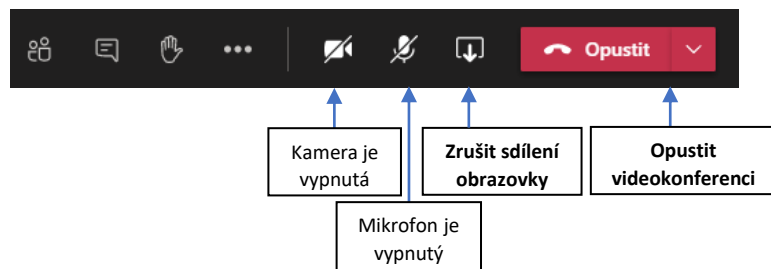 Opustit
Kamera je
vypnutá
Zrušit sdílení
obrazovky
Opustit
videokonferenci
Mikrofon je
vypnutý